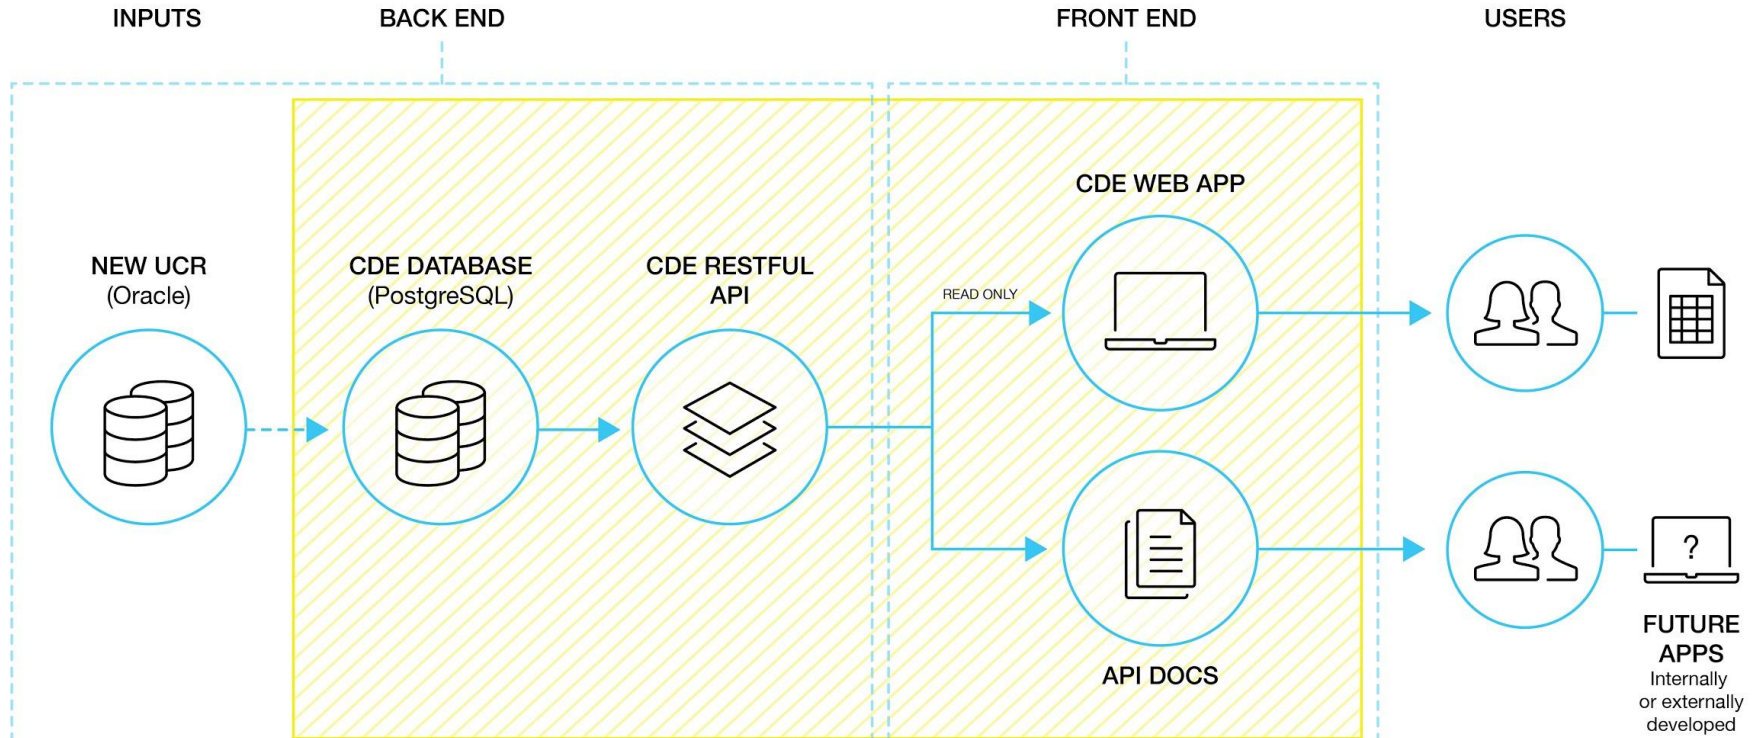 INPUTS
BACK END
FRONT END
USERS
NEW UCR
(Oracle)
CDE DATABASE
(PostgreSQL)
CDE RESTFUL
API
READ ONLY
CDE WEB APP
API DOCS
?
FUTURE
APPS
Internally
or externally
developed